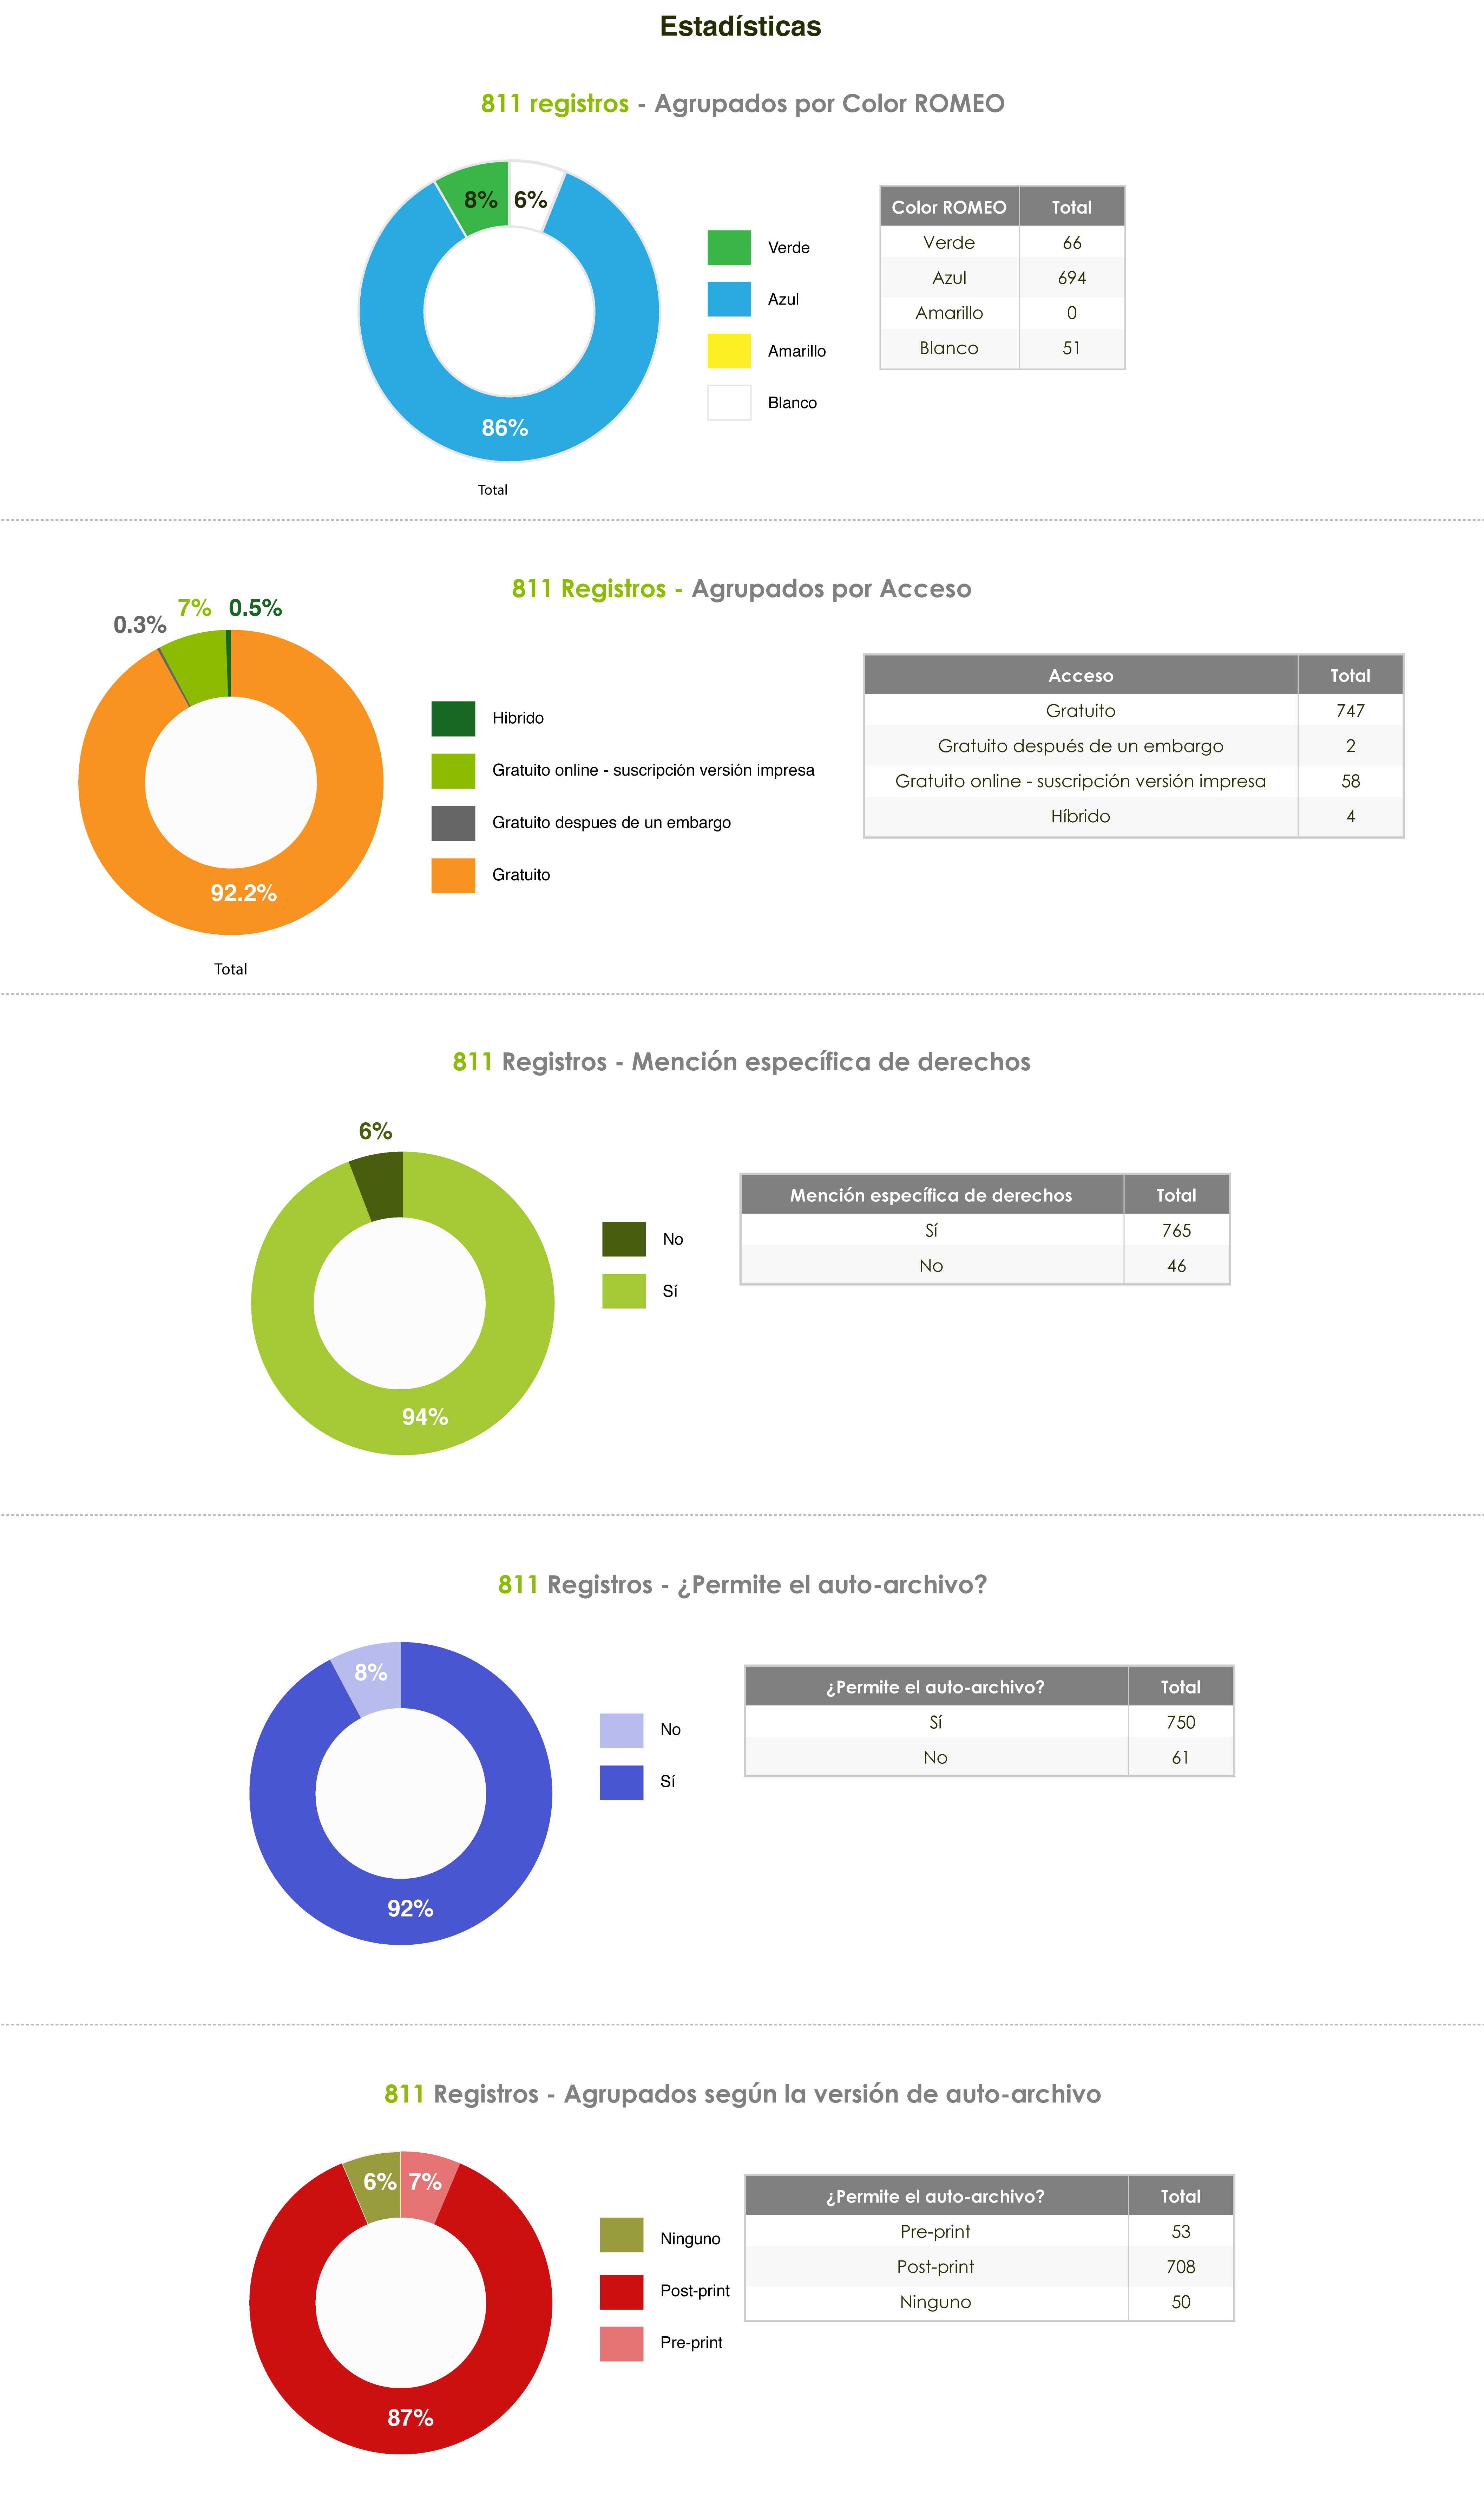 Estadísticas
811 registros - Agrupados por Color ROMEO
8% 6%
86%
Total
Verde
Azul
Amarillo
Blanco
Color ROMEO Total
Verde 66
Azul 694
Amarillo 0
Blanco 51
811 Registros - Agrupados por Acceso
0.3% 7% 0.5%
92.2%
Total
Hibrido
Gratuito online - suscripción versión impresa
Gratuito despues de un embargo
Gratuito
Acceso Total
Gratuito 747
Gratuito después de un embargo 2
Gratuito online - suscripción versión impresa 58
Híbrido 4
811 Registros - Mención específica de derechos
6%
94%
No
Sí
Mención específica de derechos Total
Sí 765
No 46
811 Registros - ¿Permite el auto-archivo?
8%
92%
No
Sí
¿Permite el auto-archivo? Total
Sí 750
No 61
811 Registros - Agrupados según la versión de auto-archivo
6% 7%
87%
Ninguno
Post-print
Pre-print
¿Permite el auto-archivo? Total
Pre-print 53
Post-print 708
Ninguno 50